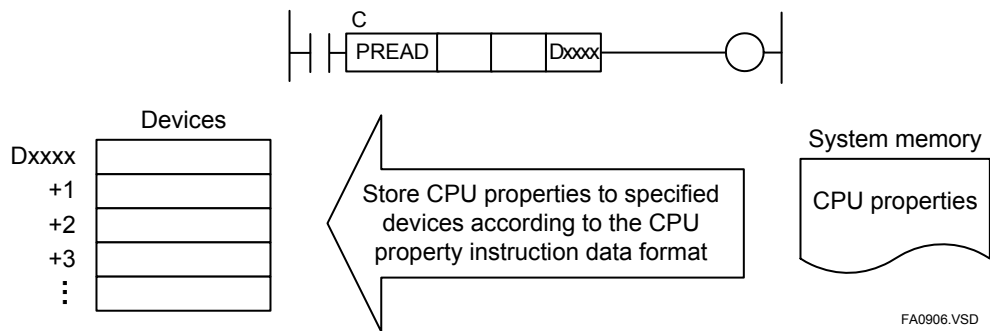 C
PREAD Dxxxx
Devices
Dxxxx
+1
+2
+3
⋮
Store CPU properties to specified
devices according to the CPU
property instruction data format
System memory
CPU properties
FA0906.VSD